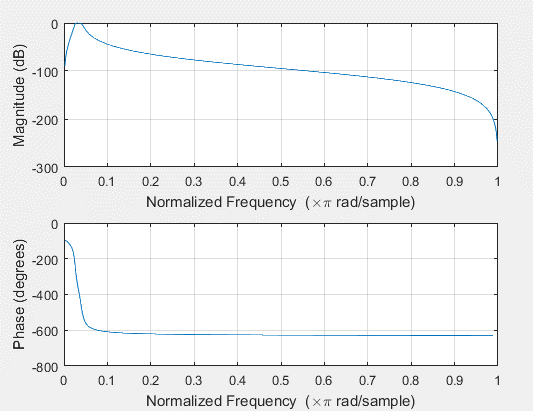 0
-100
-200
-300
Magnitude (dB)
0 0.1 0.2 0.3 0.4 0.5 0.6 0.7 0.8 0.9 1
Normalized Frequency (×π rad/sample)
0
-200
-400
-600
-800
Phase (degrees)
0 0.1 0.2 0.3 0.4 0.5 0.6 0.7 0.8 0.9 1
Normalized Frequency (×π rad/sample)